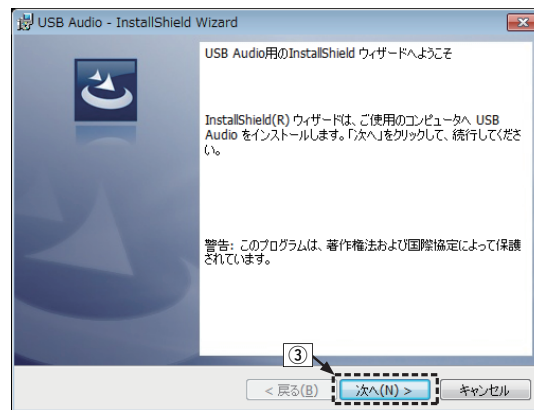 USB Audio - InstallShield Wizard
USB Audio用のInstallShield ウィザードへようこそ
InstallShield(R) ウィザードは、ご使用のコンピュータへ USB
Audio をインストールします。「次へ」をクリックして、続行してくださ
い。
警告: このプログラムは、著作権法および国際協定によって保護
されています。
③
< 戻る(B)
次へ(N) >
キャンセル